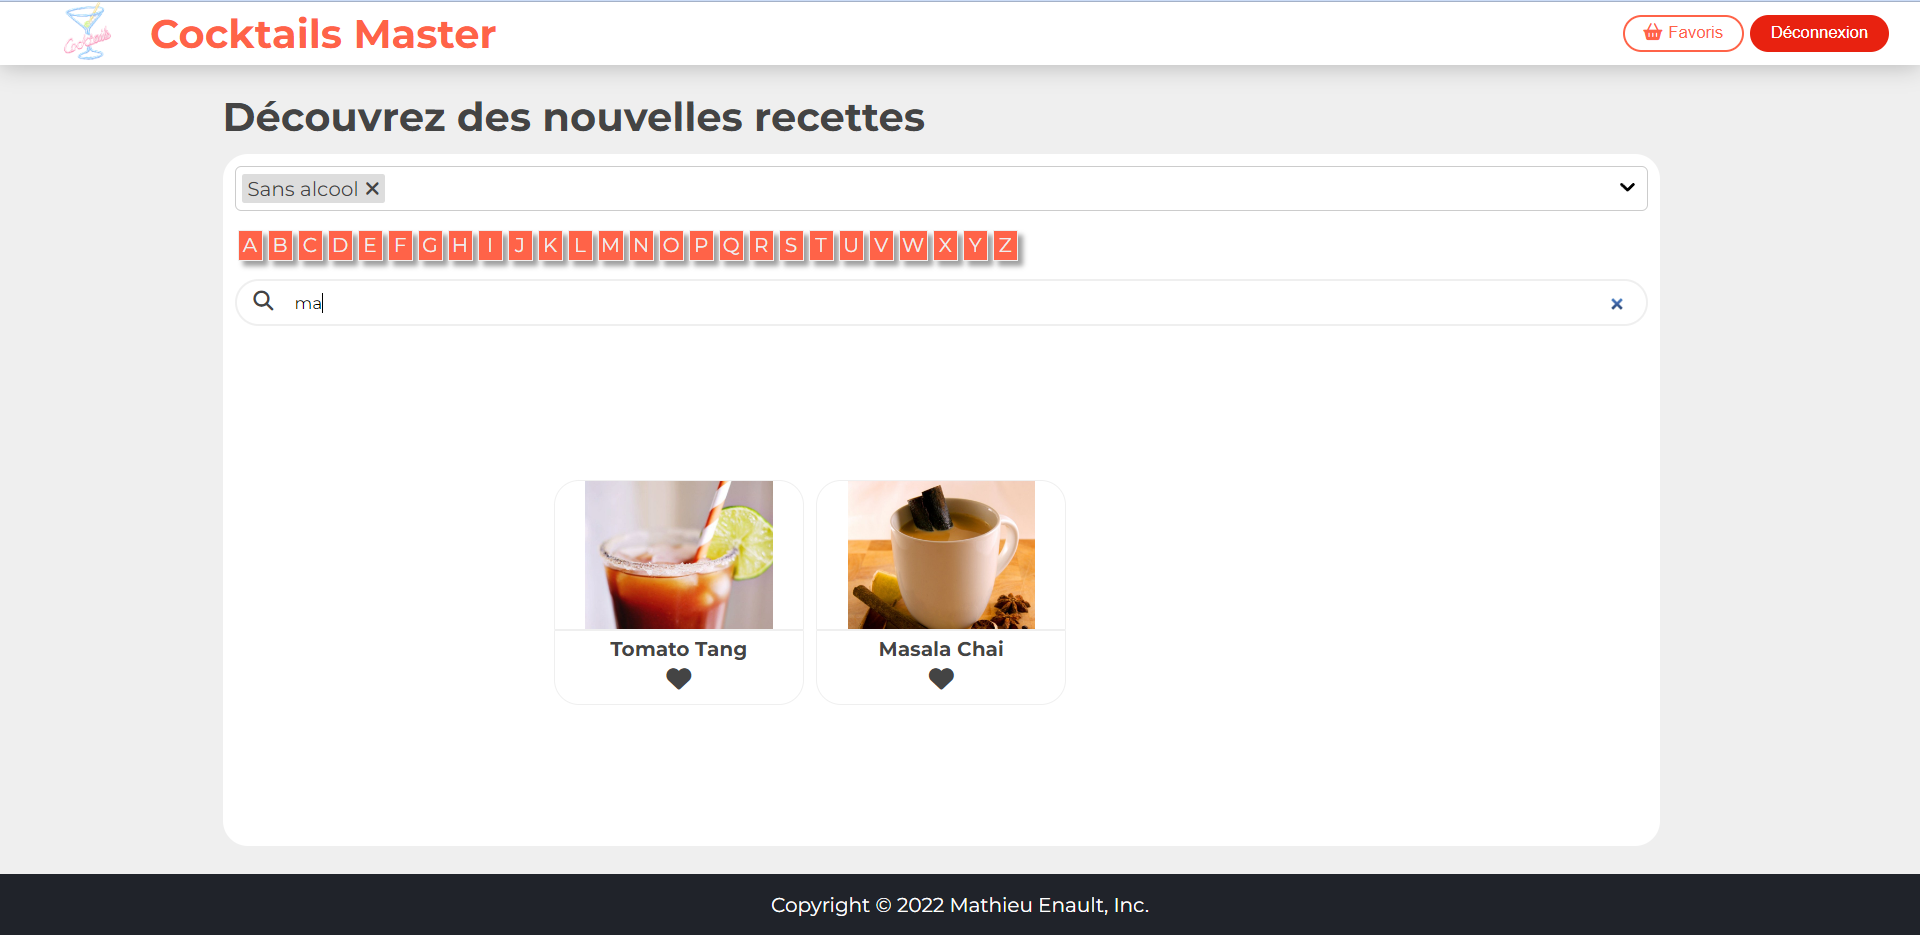 Cocktails
Cocktails Master
Favoris
Déconnexion
Découvrez des nouvelles recettes
Sans alcool
A B C D E F G H I J K L M N O P Q R S T U V W X Y Z
ma
Tomato Tang
Masala Chai
Copyright © 2022 Mathieu Enault, Inc.